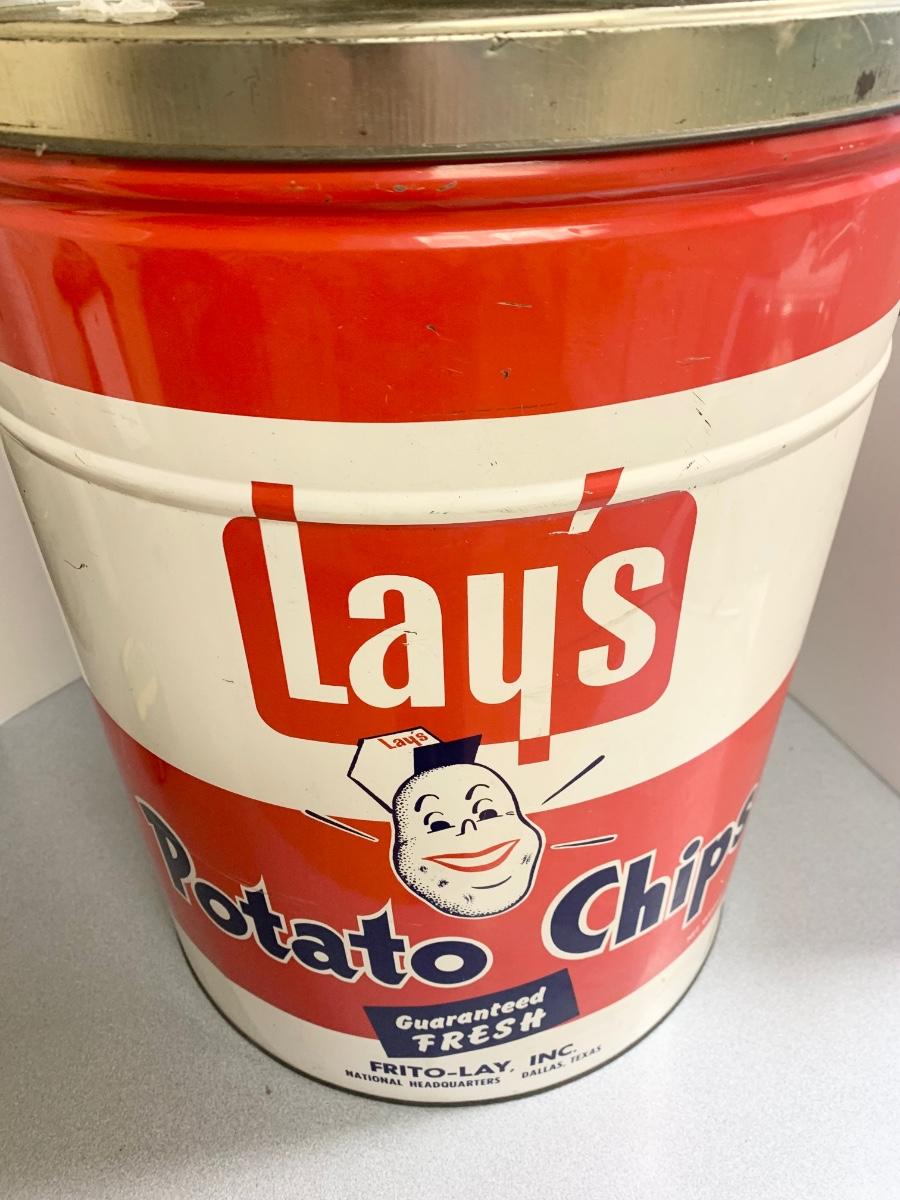 Lay's
Lay's
Potato Chips
Guaranteed
FRESH
FRITO-LAY, INC.
NATIONAL HEADQUARTERS DALLAS, TEXAS